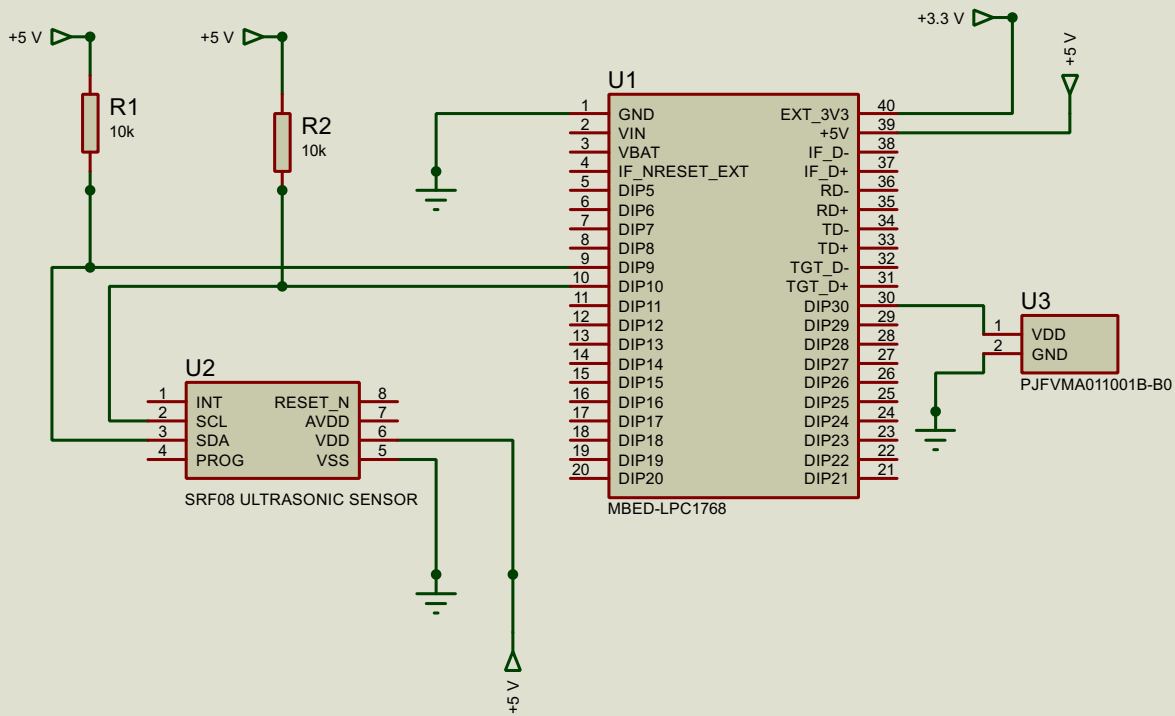 +5 V
R1
10k
+5 V
R2
10k
+3.3 V
+5 V
U1
1 GND EXT_3V3 40
2 VIN +5V 39
3 VBAT IF_D- 38
4 IF_NRESET_EXT IF_D+ 37
5 DIP5 RD- 36
6 DIP6 RD+ 35
7 DIP7 TD- 34
8 DIP8 TD+ 33
9 DIP9 TGT_D- 32
10 DIP10 TGT_D+ 31
11 DIP11 DIP30 30
12 DIP12 DIP29 29
13 DIP13 DIP28 28
14 DIP14 DIP27 27
15 DIP15 DIP26 26
16 DIP16 DIP25 25
17 DIP17 DIP24 24
18 DIP18 DIP23 23
19 DIP19 DIP22 22
20 DIP20 DIP21 21
MBED-LPC1768
U3
1 VDD
2 GND
PJFVMA011001B-B0
U2
1 INT RESET_N 8
2 SCL AVDD 7
3 SDA VDD 6
4 PROG VSS 5
SRF08 ULTRASONIC SENSOR
+5 V